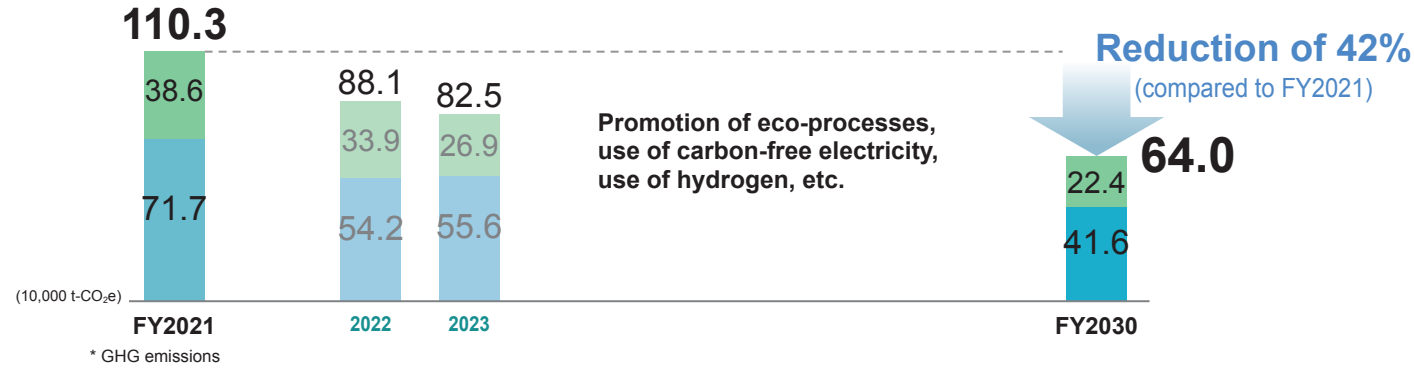 110.3
Reduction of 42%
(compared to FY2021)
38.6
88.1
82.5
33.9
26.9
Promotion of eco-processes,
use of carbon-free electricity,
use of hydrogen, etc.
64.0
22.4
71.7
54.2
55.6
41.6
(10,000 t-CO₂e)
FY2021
2022
2023
FY2030
* GHG emissions